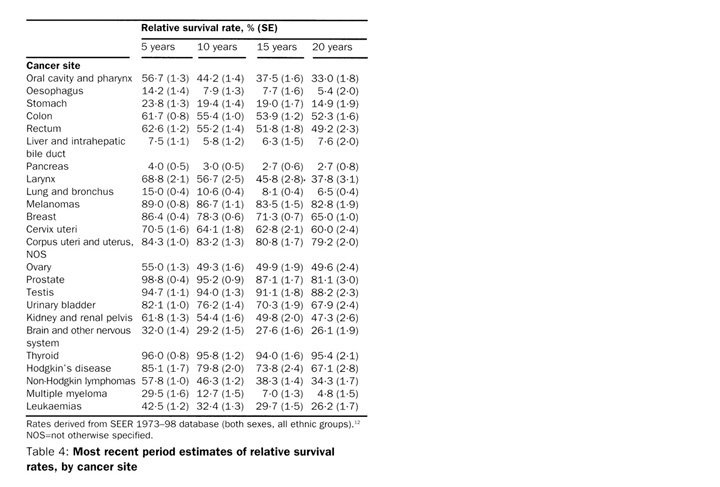 Relative survival rate, % (SE)
5 years 10 years 15 years 20 years
Cancer site
Oral cavity and pharynx 56·7 (1·3) 44·2 (1·4) 37·5 (1·6) 33·0 (1·8)
Oesophagus 14·2 (1·4) 7·9 (1·3) 7·7 (1·6) 5·4 (2·0)
Stomach 23·8 (1·3) 19·4 (1·4) 19·0 (1·7) 14·9 (1·9)
Colon 61·7 (0·8) 55·4 (1·0) 53·9 (1·2) 52·3 (1·6)
Rectum 62·6 (1·2) 55·2 (1·4) 51·8 (1·8) 49·2 (2·3)
Liver and intrahepatic 7·5 (1·1) 5·8 (1·2) 6·3 (1·5) 7·6 (2·0)
bile duct
Pancreas 4·0 (0·5) 3·0 (0·5) 2·7 (0·6) 2·7 (0·8)
Larynx 68·8 (2·1) 56·7 (2·5) 45·8 (2·8) 37·8 (3·1)
Lung and bronchus 15·0 (0·4) 10·6 (0·4) 8·1 (0·4) 6·5 (0·4)
Melanomas 89·0 (0·8) 86·7 (1·1) 83·5 (1·5) 82·8 (1·9)
Breast 86·4 (0·4) 78·3 (0·6) 71·3 (0·7) 65·0 (1·0)
Cervix uteri 70·5 (1·6) 64·1 (1·8) 62·8 (2·1) 60·0 (2·4)
Corpus uteri and uterus, 84·3 (1·0) 83·2 (1·3) 80·8 (1·7) 79·2 (2·0)
NOS
Ovary 55·0 (1·3) 49·3 (1·6) 49·9 (1·9) 49·6 (2·4)
Prostate 98·8 (0·4) 95·2 (0·9) 87·1 (1·7) 81·1 (3·0)
Testis 94·7 (1·1) 94·0 (1·3) 91·1 (1·8) 88·2 (2·3)
Urinary bladder 82·1 (1·0) 76·2 (1·4) 70·3 (1·9) 67·9 (2·4)
Kidney and renal pelvis 61·8 (1·3) 54·4 (1·6) 49·8 (2·0) 47·3 (2·6)
Brain and other nervous 32·0 (1·4) 29·2 (1·5) 27·6 (1·6) 26·1 (1·9)
system
Thyroid 96·0 (0·8) 95·8 (1·2) 94·0 (1·6) 95·4 (2·1)
Hodgkin's disease 85·1 (1·7) 79·8 (2·0) 73·8 (2·4) 67·1 (2·8)
Non-Hodgkin lymphomas 57·8 (1·0) 46·3 (1·2) 38·3 (1·4) 34·3 (1·7)
Multiple myeloma 29·5 (1·6) 12·7 (1·5) 7·0 (1·3) 4·8 (1·5)
Leukaemias 42·5 (1·2) 32·4 (1·3) 29·7 (1·5) 26·2 (1·7)
Rates derived from SEER 1973–98 database (both sexes, all ethnic groups).¹²
NOS=not otherwise specified.
Table 4: Most recent period estimates of relative survival
rates, by cancer site